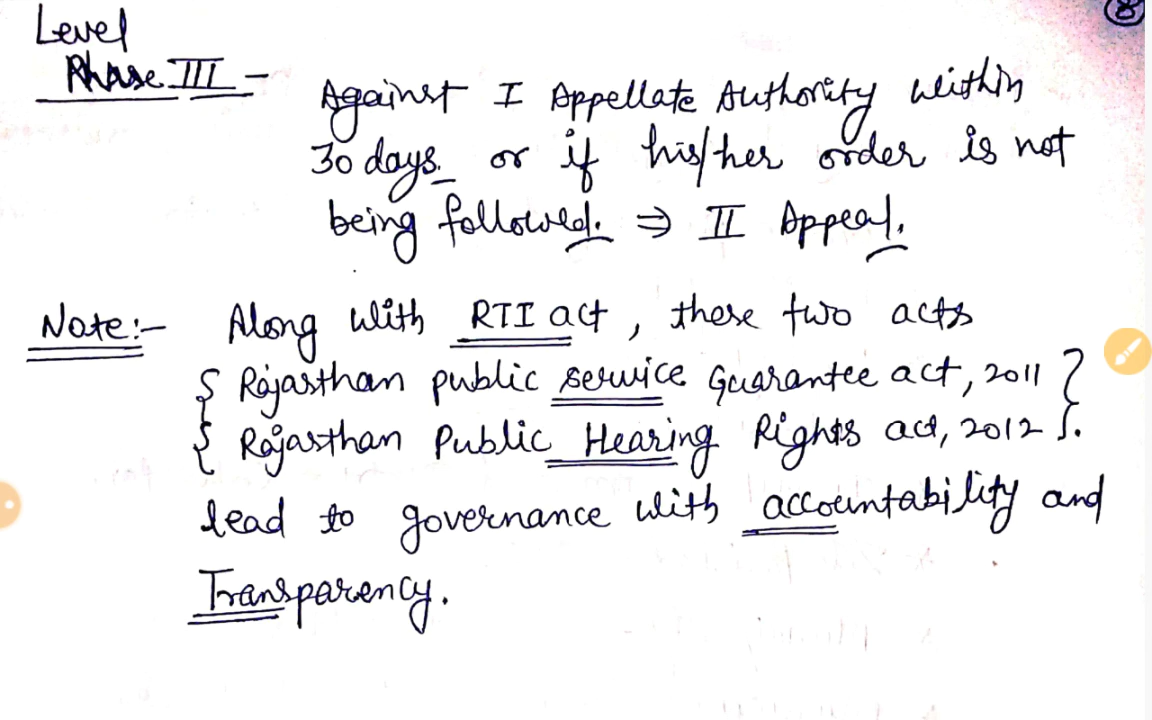 8
Level
Phase III -
Against I Appellate Authority within
30 days. or if his/her order is not
being followed. ⇒ II Appeal.
Note:- Along with RTI act, these two acts
{ Rajasthan public service Guarantee act, 2011 }
{ Rajasthan Public Hearing Rights act, 2012 }.
lead to governance with accountability and
Transparency.